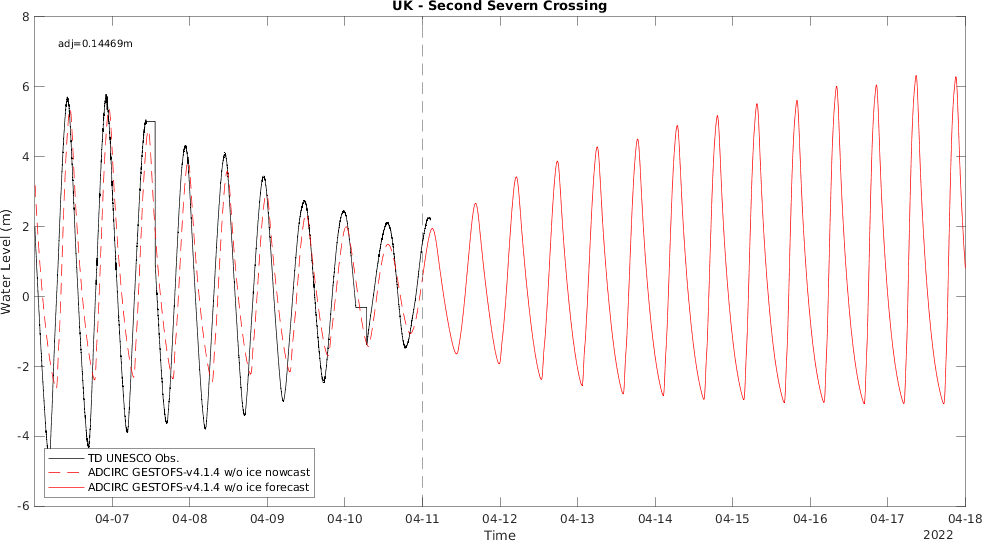 UK - Second Severn Crossing
adj=0.14469m
8
6
4
2
0
-2
-4
-6
Water Level (m)
TD UNESCO Obs.
ADCIRC GESTOFS-v4.1.4 w/o ice nowcast
ADCIRC GESTOFS-v4.1.4 w/o ice forecast
04-07 04-08 04-09 04-10 04-11 04-12 04-13 04-14 04-15 04-16 04-17 04-18
Time
2022